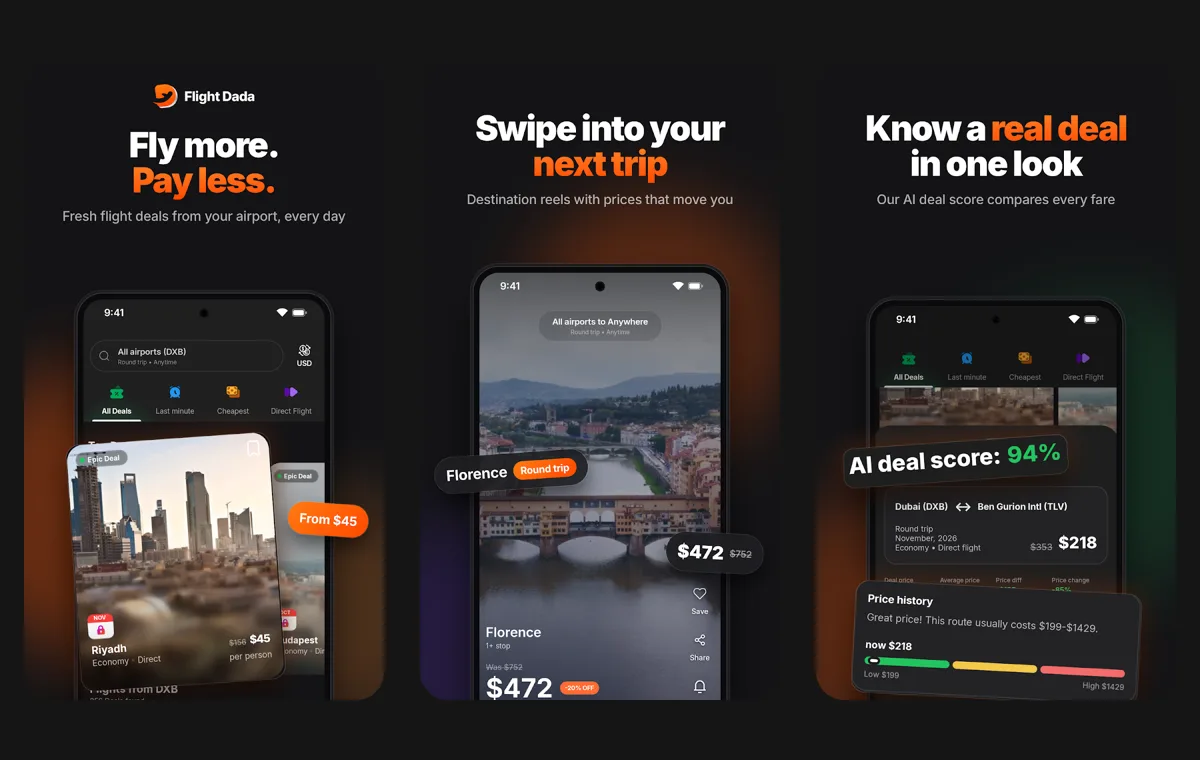 Flight Dada
Fly more.
Pay less.
Fresh flight deals from your airport, every day
9:41
All airports (DXB)
Round trip • Anytime
USD
All Deals
Last minute
Cheapest
Direct Flight
Epic Deal
Epic Deal
From $45
NOV
Riyadh
Economy · Direct
$156 $45
per person
udapest
onomy · Dir
Flights from DXB
Swipe into your
next trip
Destination reels with prices that move you
9:41
All airports to Anywhere
Round trip • Anytime
Florence
Round trip
$472 $752
Save
Share
Florence
1+ stop
Was $752
$472
-20% OFF
Know a real deal
in one look
Our AI deal score compares every fare
9:41
All Deals
Last minute
Cheapest
Direct Flight
AI deal score: 94%
Dubai (DXB)
Ben Gurion Intl (TLV)
Round trip
November, 2026
Economy • Direct flight
$353 $218
Deal price
Average price
Price diff
Price change
Price history
Great price! This route usually costs $199-$1429.
now $218
Low $199
High $1429